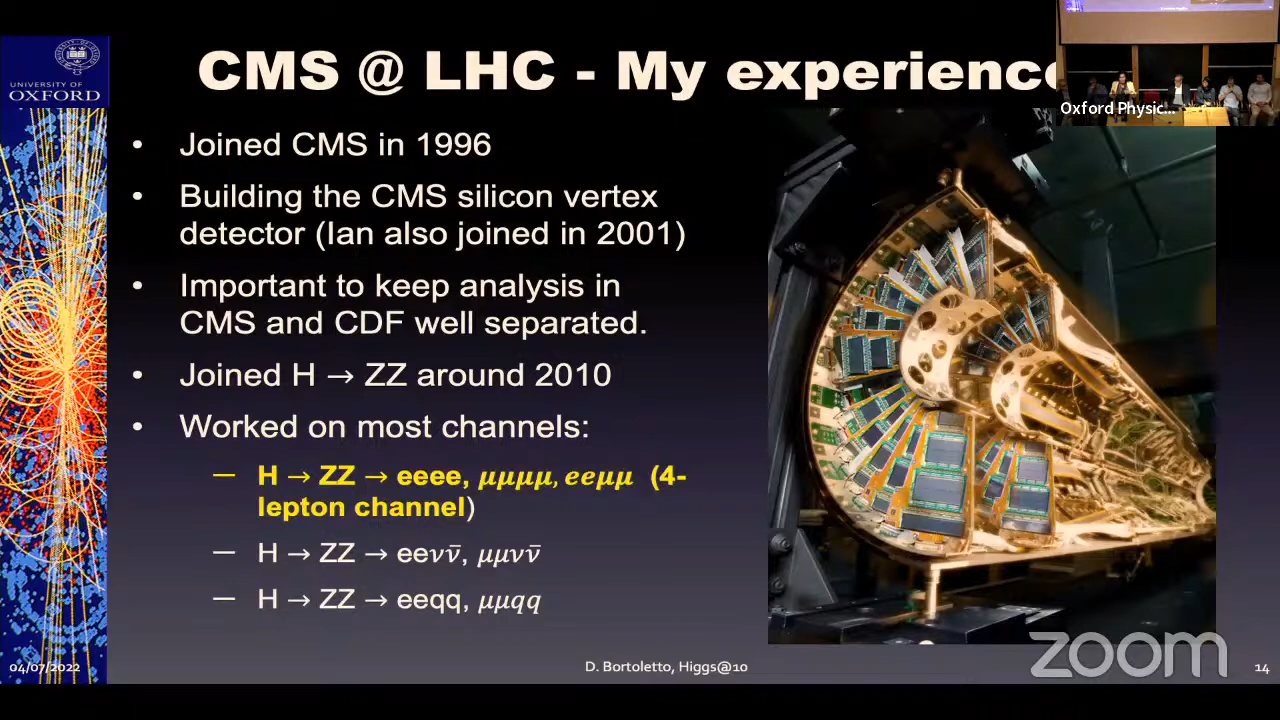 UNIVERSITY OF
OXFORD
CMS @ LHC - My experienc
Oxford Physic...
• Joined CMS in 1996
• Building the CMS silicon vertex
detector (Ian also joined in 2001)
• Important to keep analysis in
CMS and CDF well separated.
• Joined H → ZZ around 2010
• Worked on most channels:
— H → ZZ → eeee, μμμμ, eeμμ (4-
lepton channel)
— H → ZZ → eeνν̄, μμνν̄
— H → ZZ → eeqq, μμqq
04/07/2022
D. Bortoletto, Higgs@10
14
zoom